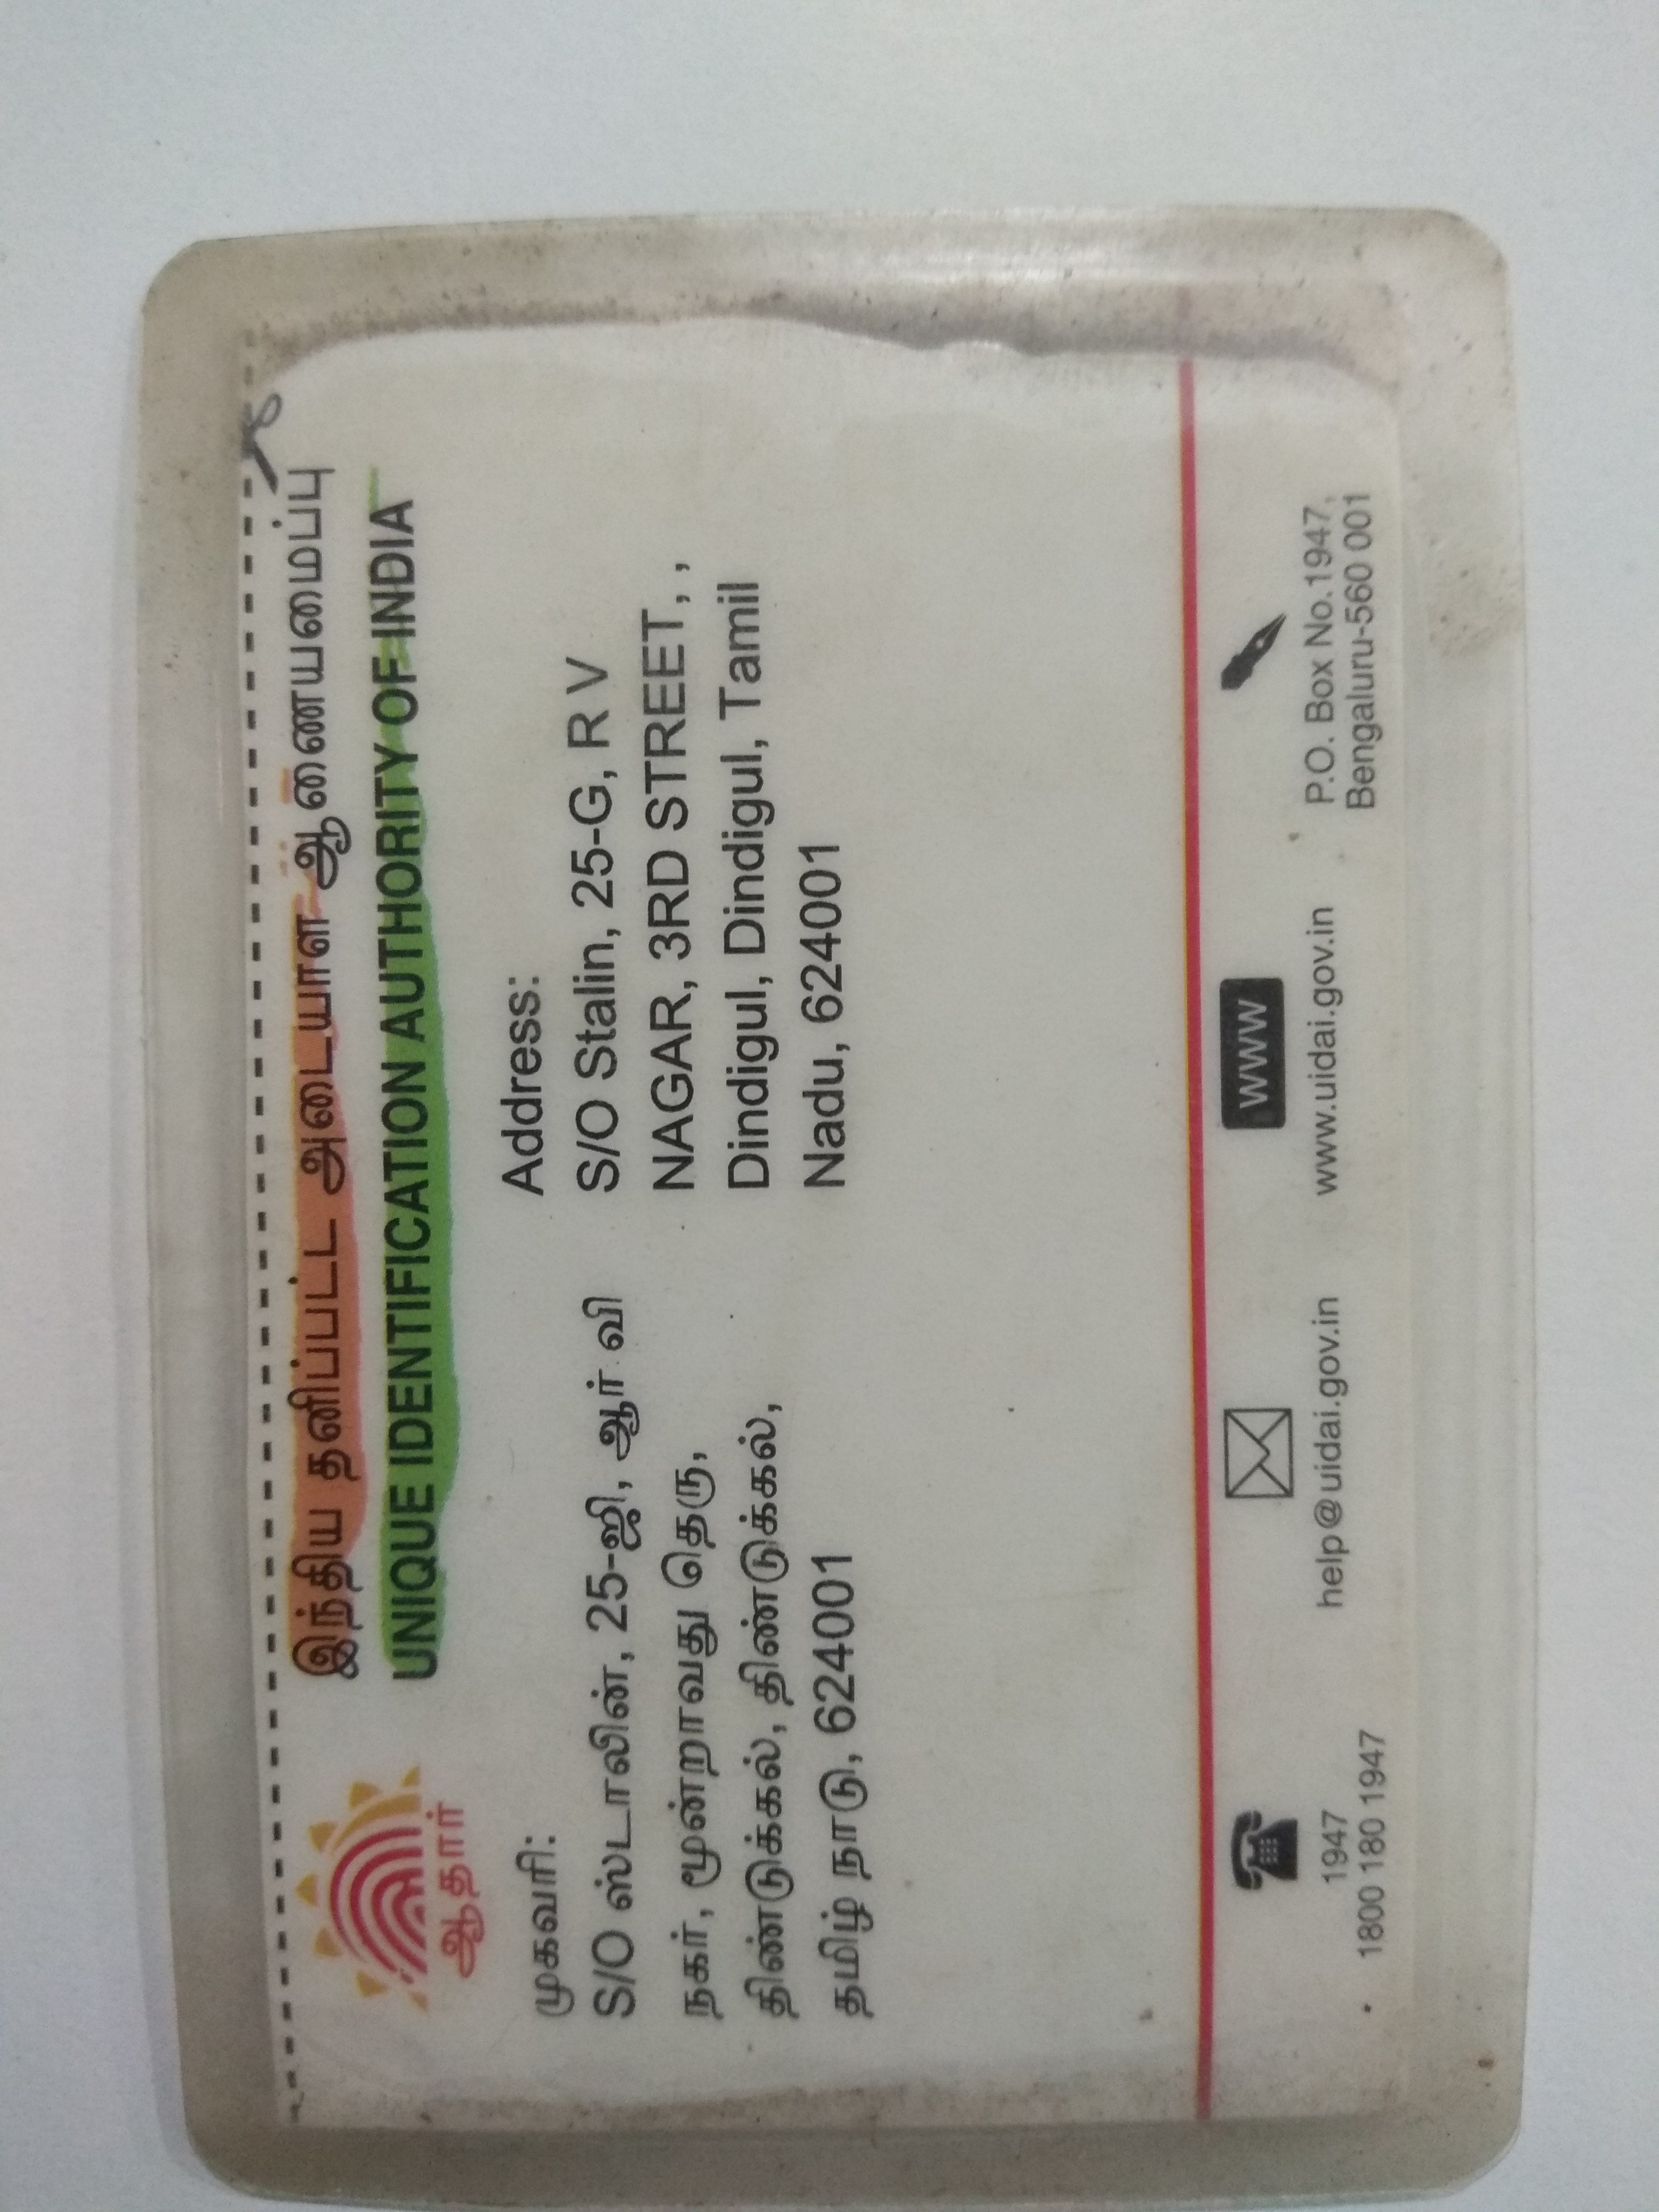 ஆதார்
இந்திய தனிப்பட்ட அடையாள ஆணையமைப்பு
UNIQUE IDENTIFICATION AUTHORITY OF INDIA
முகவரி:
S/O ஸ்டாலின், 25-ஜி, ஆர் வி
நகர், மூன்றாவது தெரு,
திண்டுக்கல், திண்டுக்கல்,
தமிழ் நாடு, 624001
Address:
S/O Stalin, 25-G, R V
NAGAR, 3RD STREET, ,
Dindigul, Dindigul, Tamil
Nadu, 624001
1947
1800 180 1947
help@uidai.gov.in
WWW
www.uidai.gov.in
P.O. Box No.1947,
Bengaluru-560 001